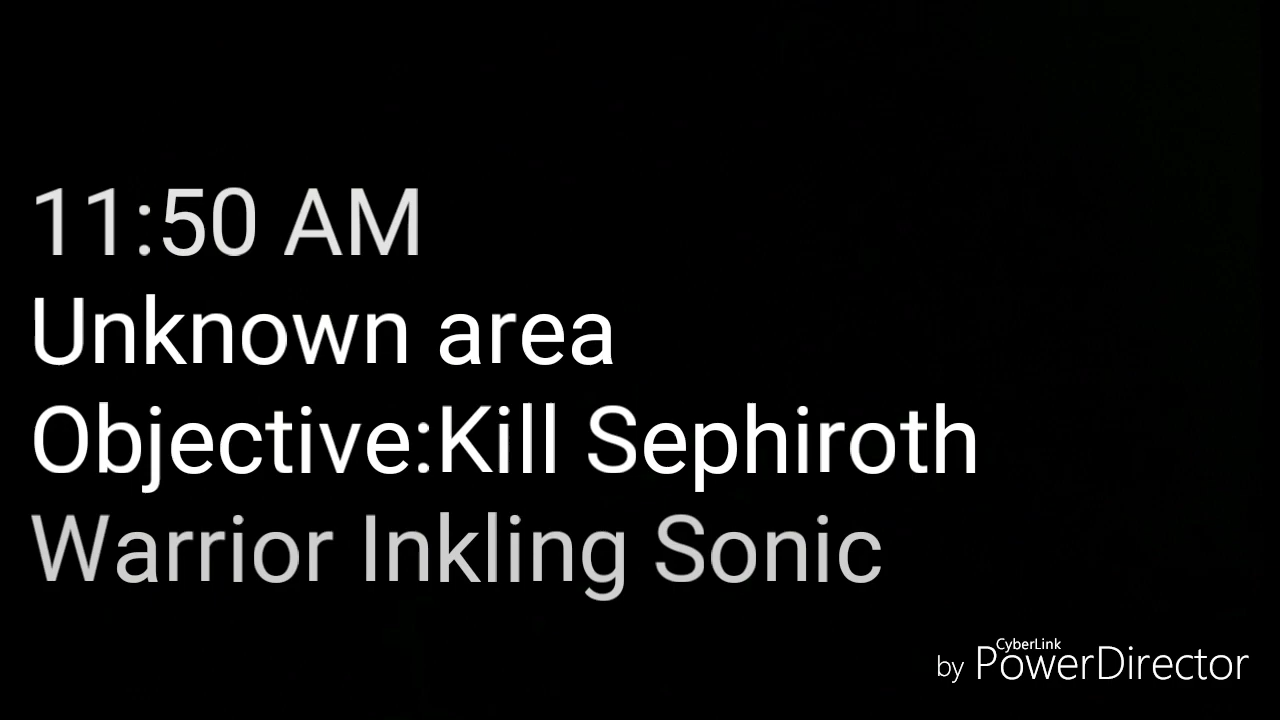 11:50 AM
Unknown area
Objective:Kill Sephiroth
Warrior Inkling Sonic
by CyberLink PowerDirector